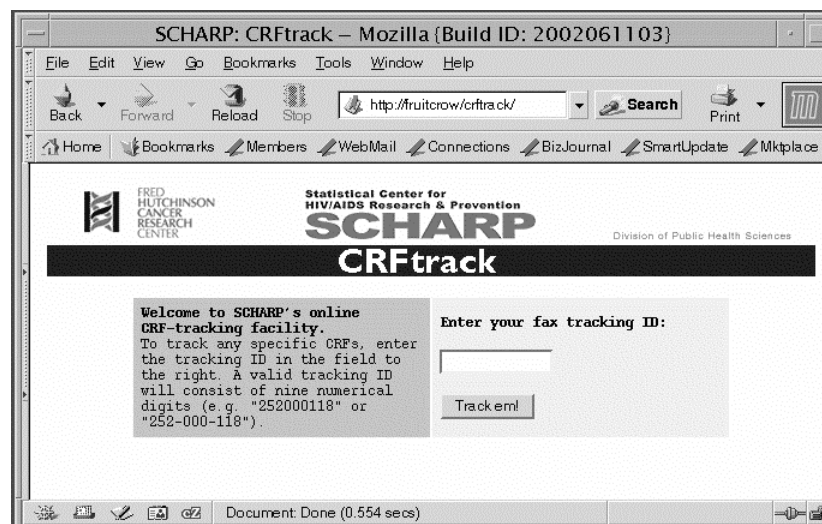 SCHARP: CRFtrack – Mozilla {Build ID: 2002061103}
File Edit View Go Bookmarks Tools Window Help
Back Forward Reload Stop http://fruitcrow/crftrack/ Search Print
Home Bookmarks Members WebMail Connections BizJournal SmartUpdate Mktplace
FRED
HUTCHINSON
CANCER
RESEARCH
CENTER
Statistical Center for
HIV/AIDS Research & Prevention
SCHARP
Division of Public Health Sciences
CRFtrack
Welcome to SCHARP's online
CRF-tracking facility.
To track any specific CRFs, enter
the tracking ID in the field to
the right. A valid tracking ID
will consist of nine numerical
digits (e.g. "252000118" or
"252-000-118").
Enter your fax tracking ID:
Track em!
Document: Done (0.554 secs)